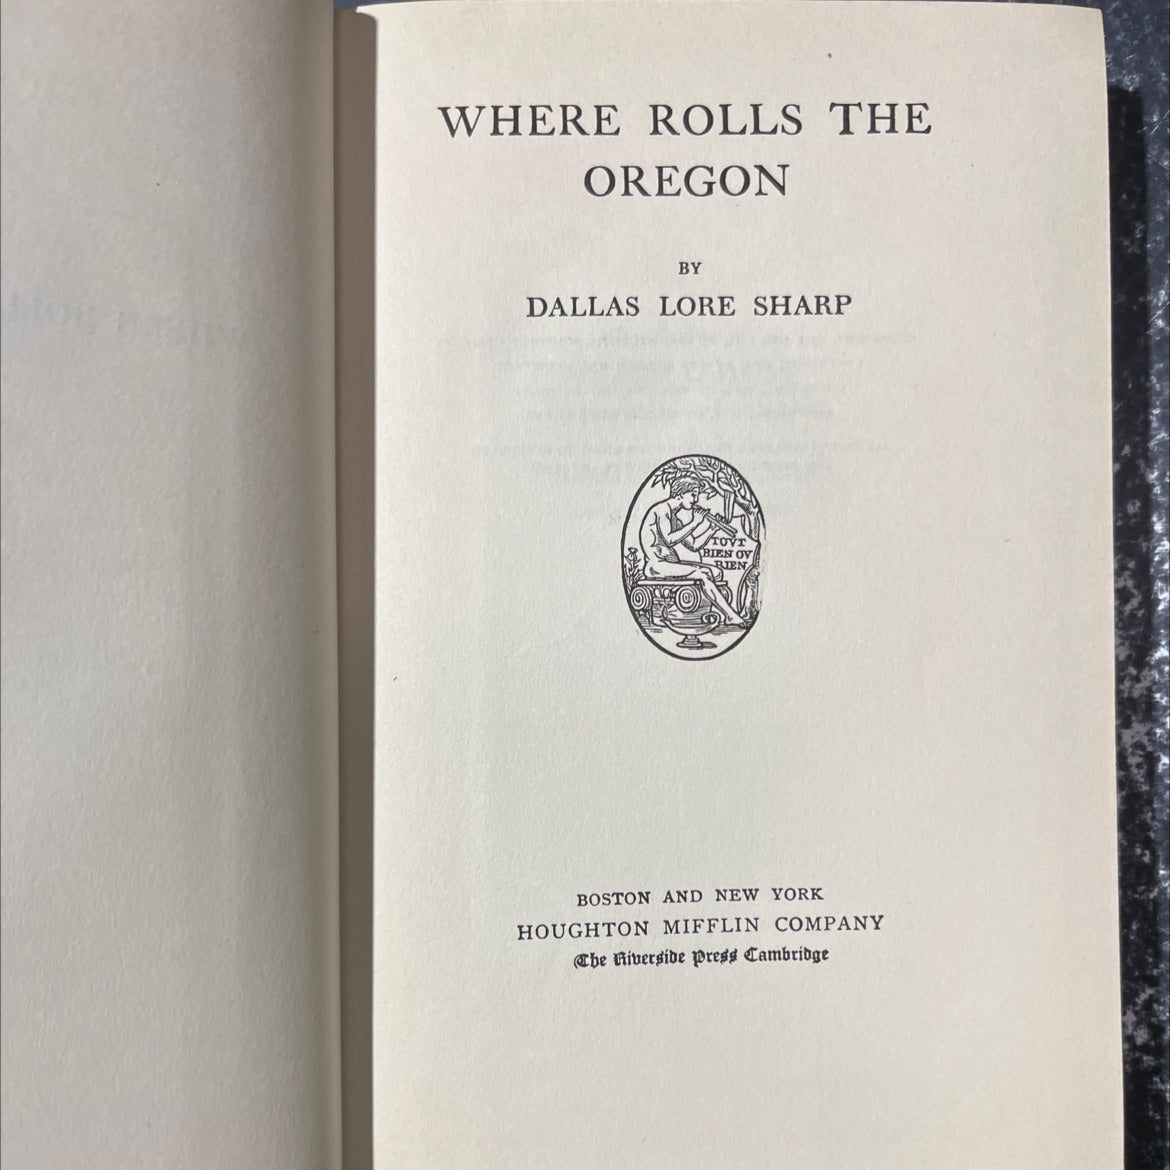 WHERE ROLLS THE
OREGON
BY
DALLAS LORE SHARP
TOVT
BIEN OV
RIEN
BOSTON AND NEW YORK
HOUGHTON MIFFLIN COMPANY
The Riverside Press Cambridge